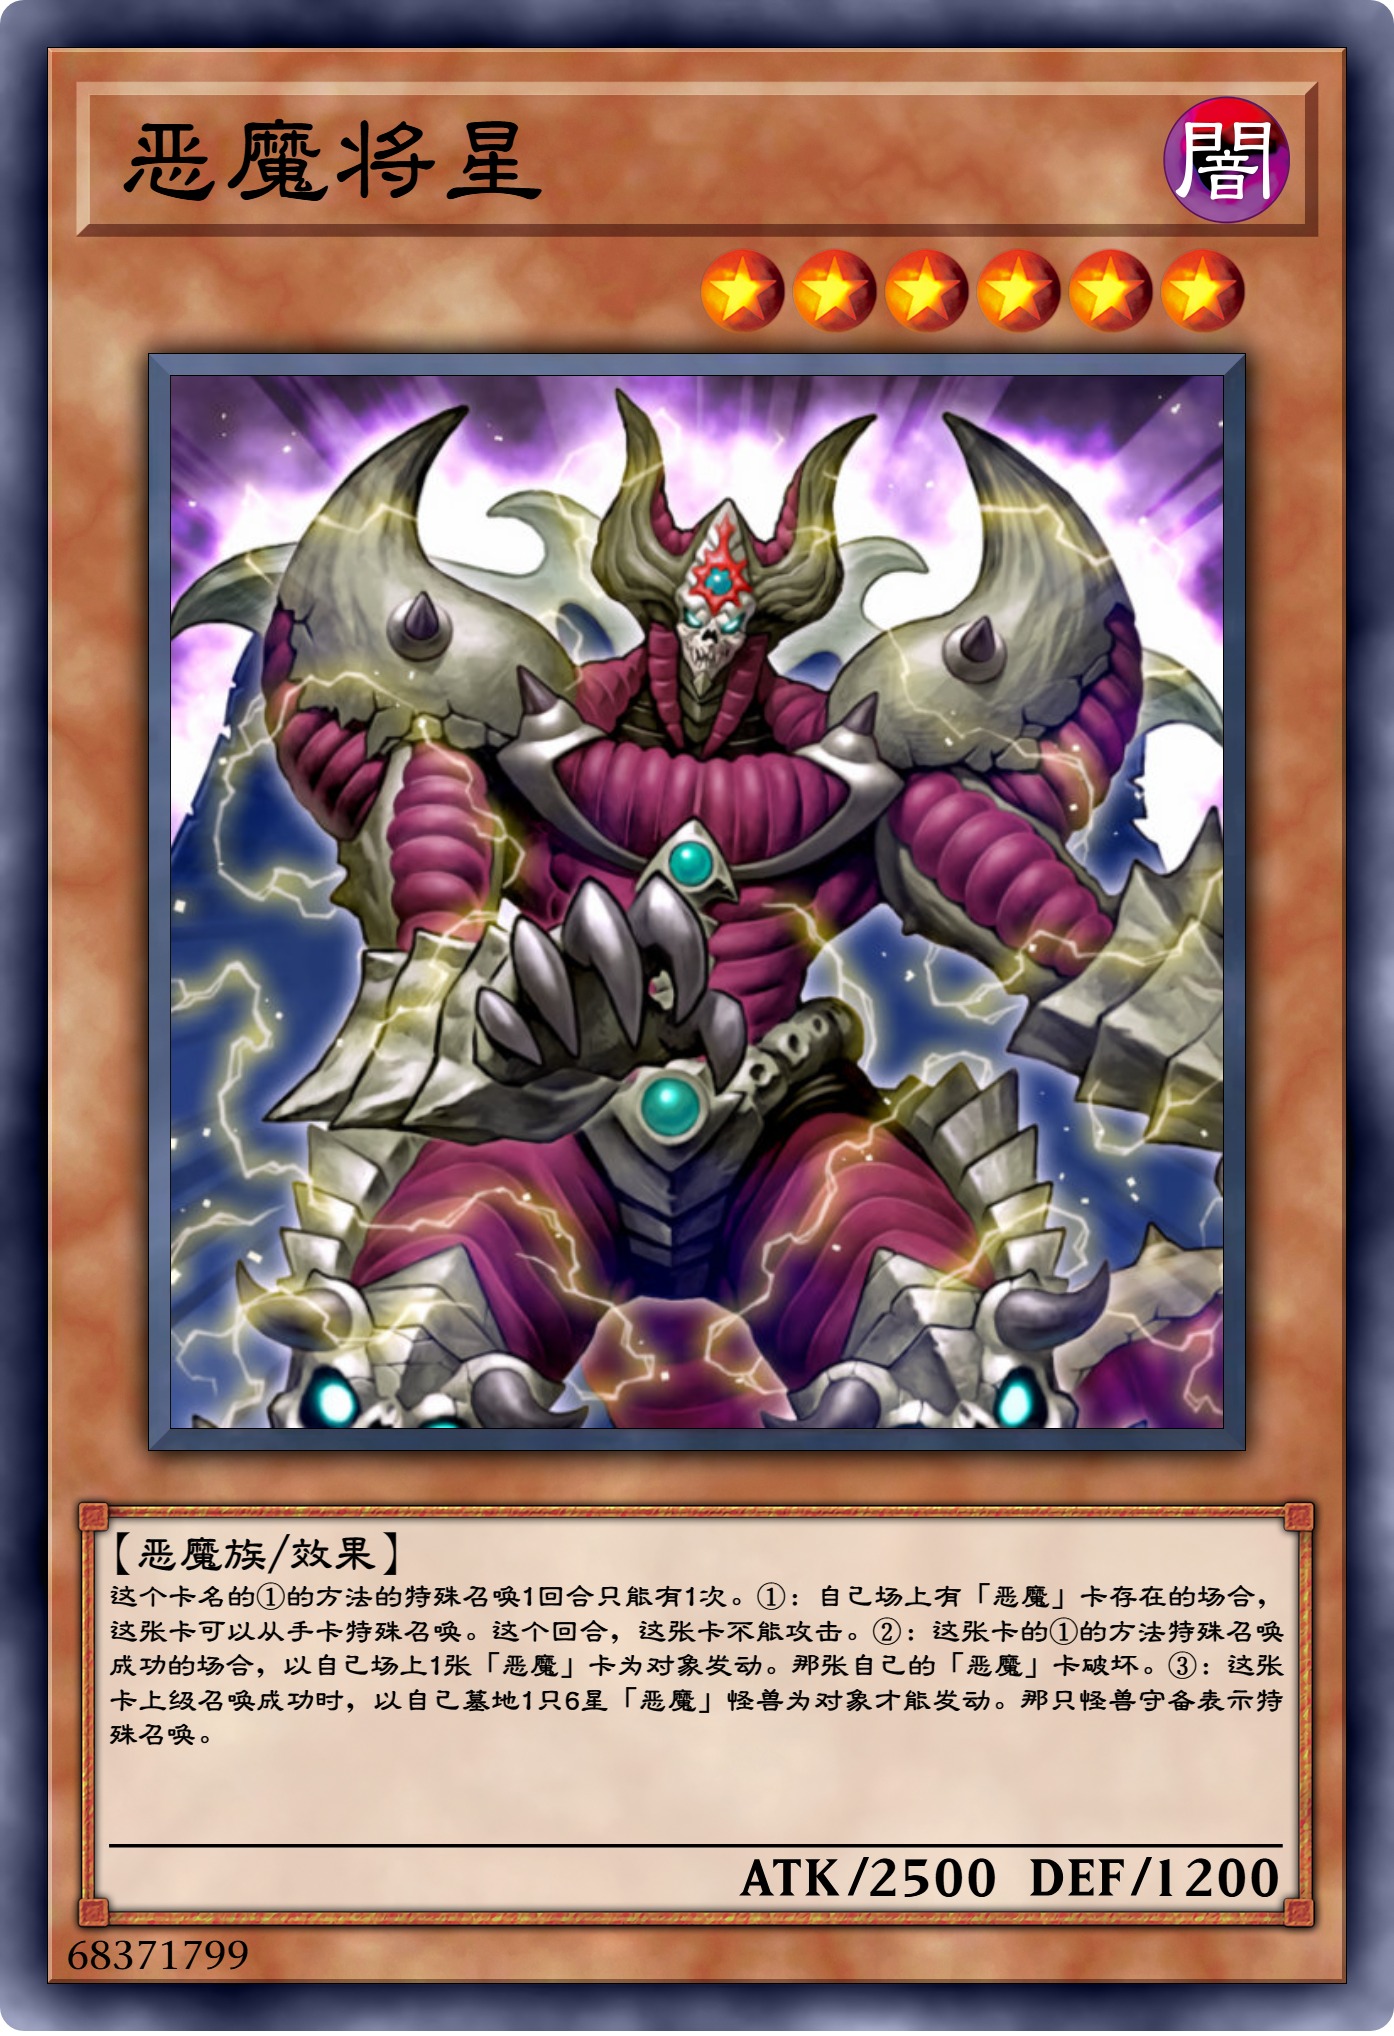 恶魔将星
闇
【恶魔族/效果】
这个卡名的①的方法的特殊召唤1回合只能有1次。①：自己场上有「恶魔」卡存在的场合，
这张卡可以从手卡特殊召唤。这个回合，这张卡不能攻击。②：这张卡的①的方法特殊召唤
成功的场合，以自己场上1张「恶魔」卡为对象发动。那张自己的「恶魔」卡破坏。③：这张
卡上级召唤成功时，以自己墓地1只6星「恶魔」怪兽为对象才能发动。那只怪兽守备表示特
殊召唤。
ATK/2500 DEF/1200
68371799